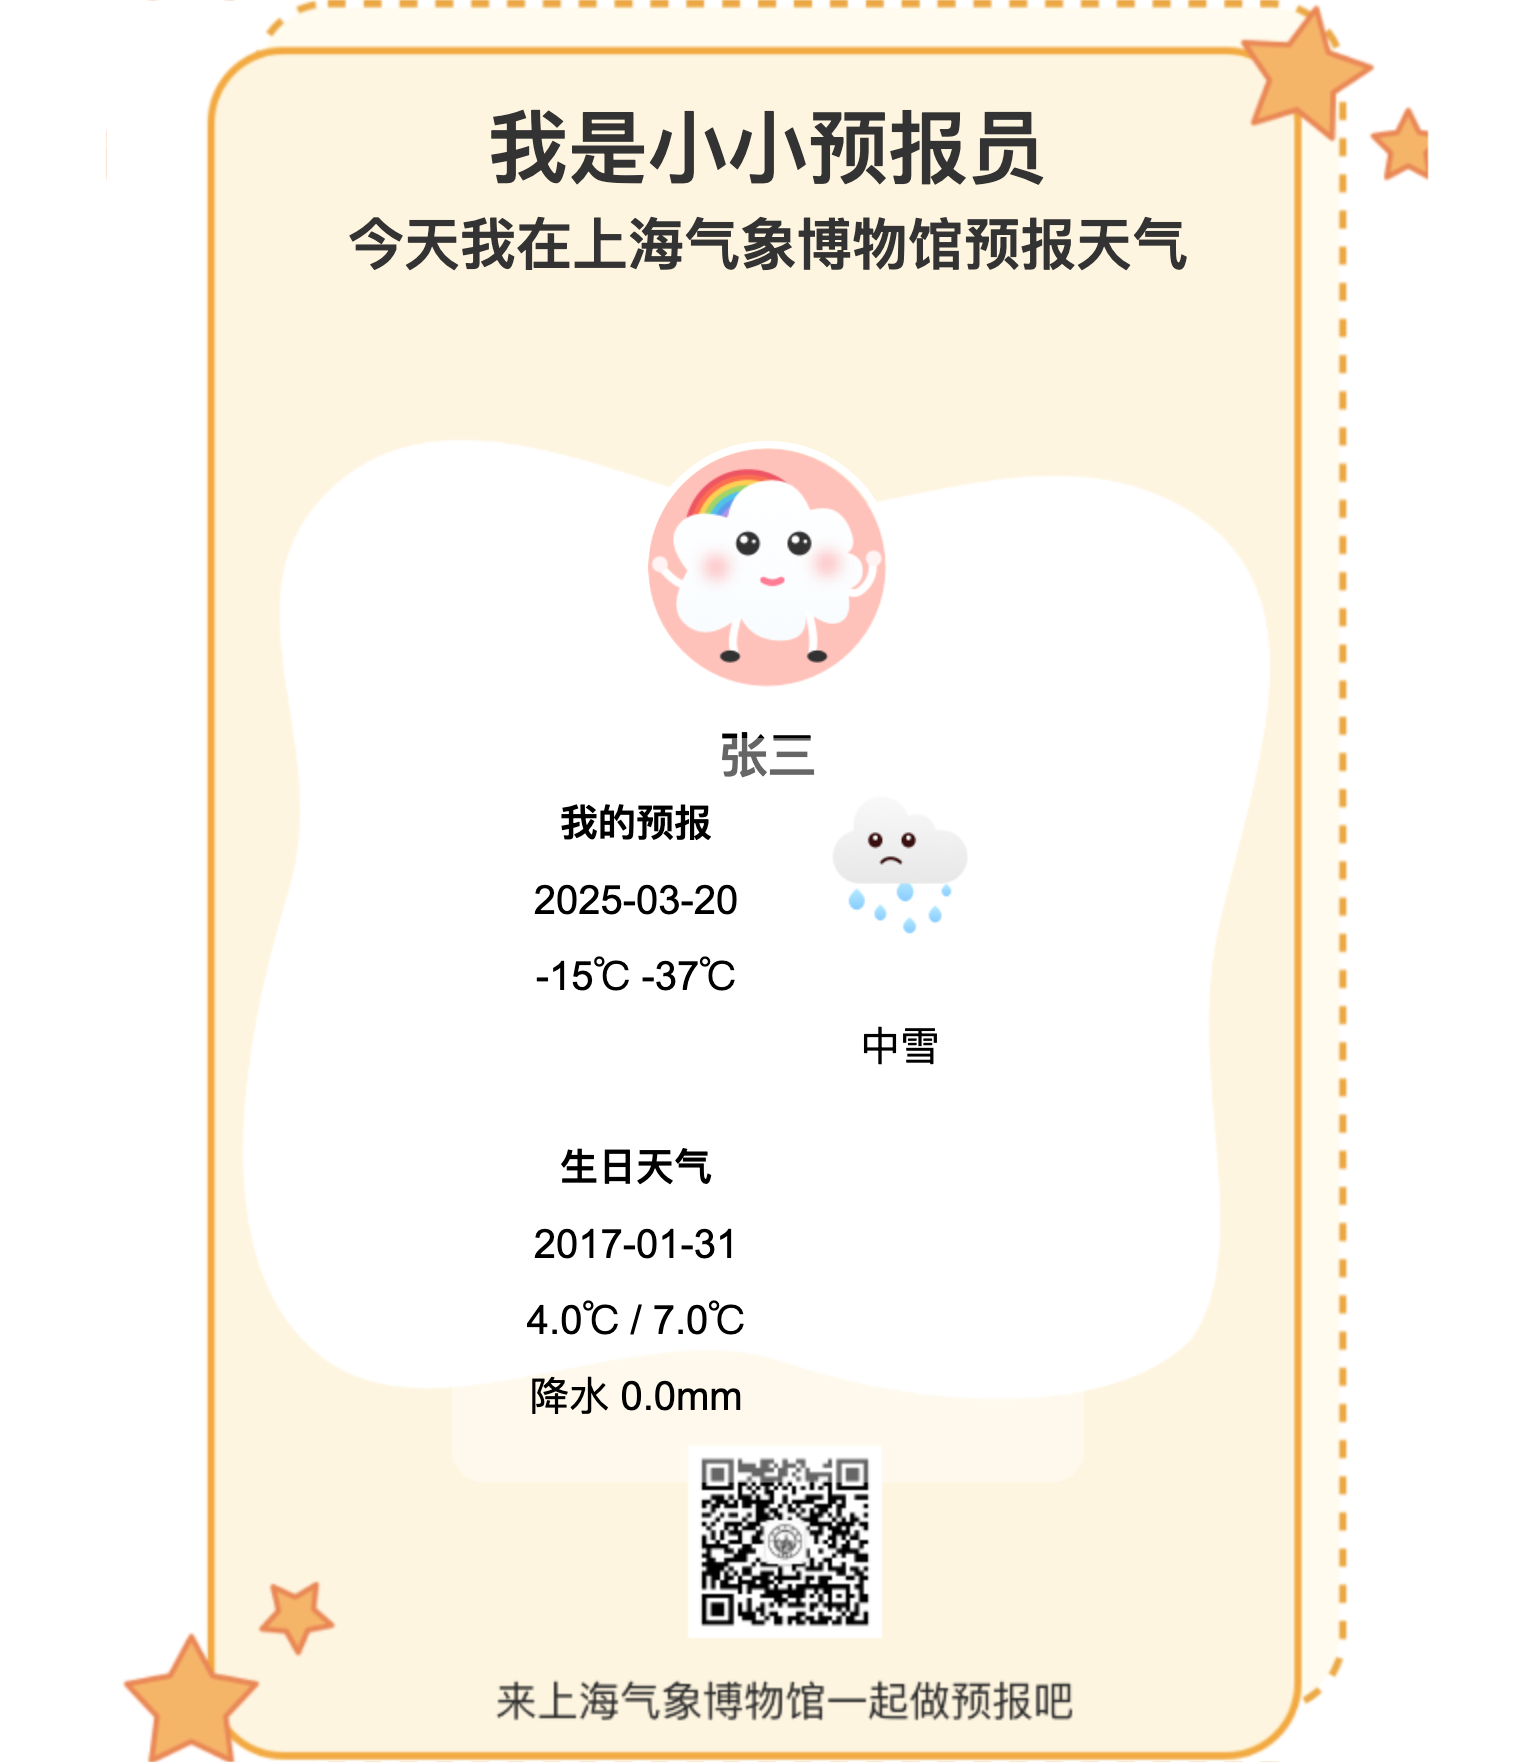 我是小小预报员
今天我在上海气象博物馆预报天气
张三
我的预报
2025-03-20
-15℃ -37℃
中雪
生日天气
2017-01-31
4.0℃ / 7.0℃
降水 0.0mm
来上海气象博物馆一起做预报吧